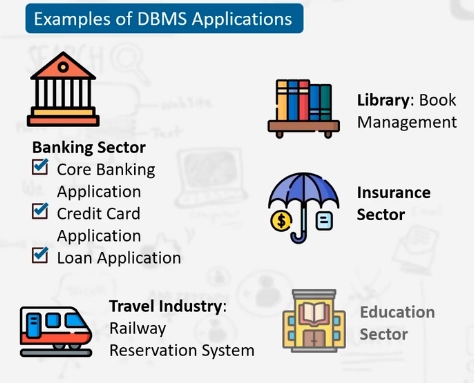 Examples of DBMS Applications
Banking Sector
Core Banking
Application
Credit Card
Application
Loan Application
Travel Industry:
Railway
Reservation System
Library: Book
Management
Insurance
Sector
Education
Sector